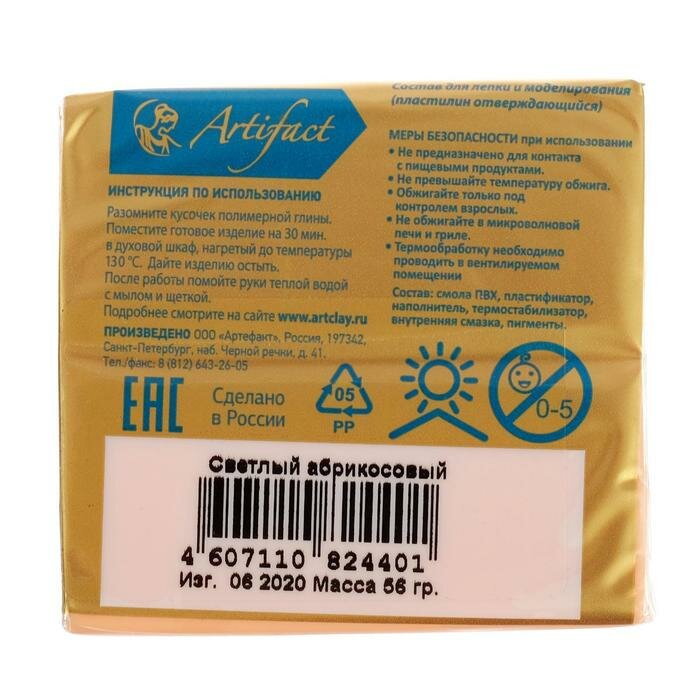 Artifact
ИНСТРУКЦИЯ ПО ИСПОЛЬЗОВАНИЮ
Разомните кусочек полимерной глины.
Поместите готовое изделие на 30 мин.
в духовой шкаф, нагретый до температуры
130 °С. Дайте изделию остыть.
После работы помойте руки теплой водой
с мылом и щеткой.
Подробнее смотрите на сайте www.artclay.ru
ПРОИЗВЕДЕНО ООО «Артефакт», Россия, 197342,
Санкт-Петербург, наб. Черной речки, д. 41.
Тел./факс: 8 (812) 643-26-05
Состав для лепки и моделирования
(пластилин отверждающийся)
МЕРЫ БЕЗОПАСНОСТИ при использовании
• Не предназначено для контакта
с пищевыми продуктами.
• Не превышайте температуру обжига.
• Обжигайте только под
контролем взрослых.
• Не обжигайте в микроволновой
печи и гриле.
• Термообработку необходимо
проводить в вентилируемом
помещении
Состав: смола ПВХ, пластификатор,
наполнитель, термостабилизатор,
внутренняя смазка, пигменты.
EAC
Сделано
в России
05
PP
0-5
Светлый абрикосовый
4 607110 824401
Изг. 06 2020 Масса 56 гр.